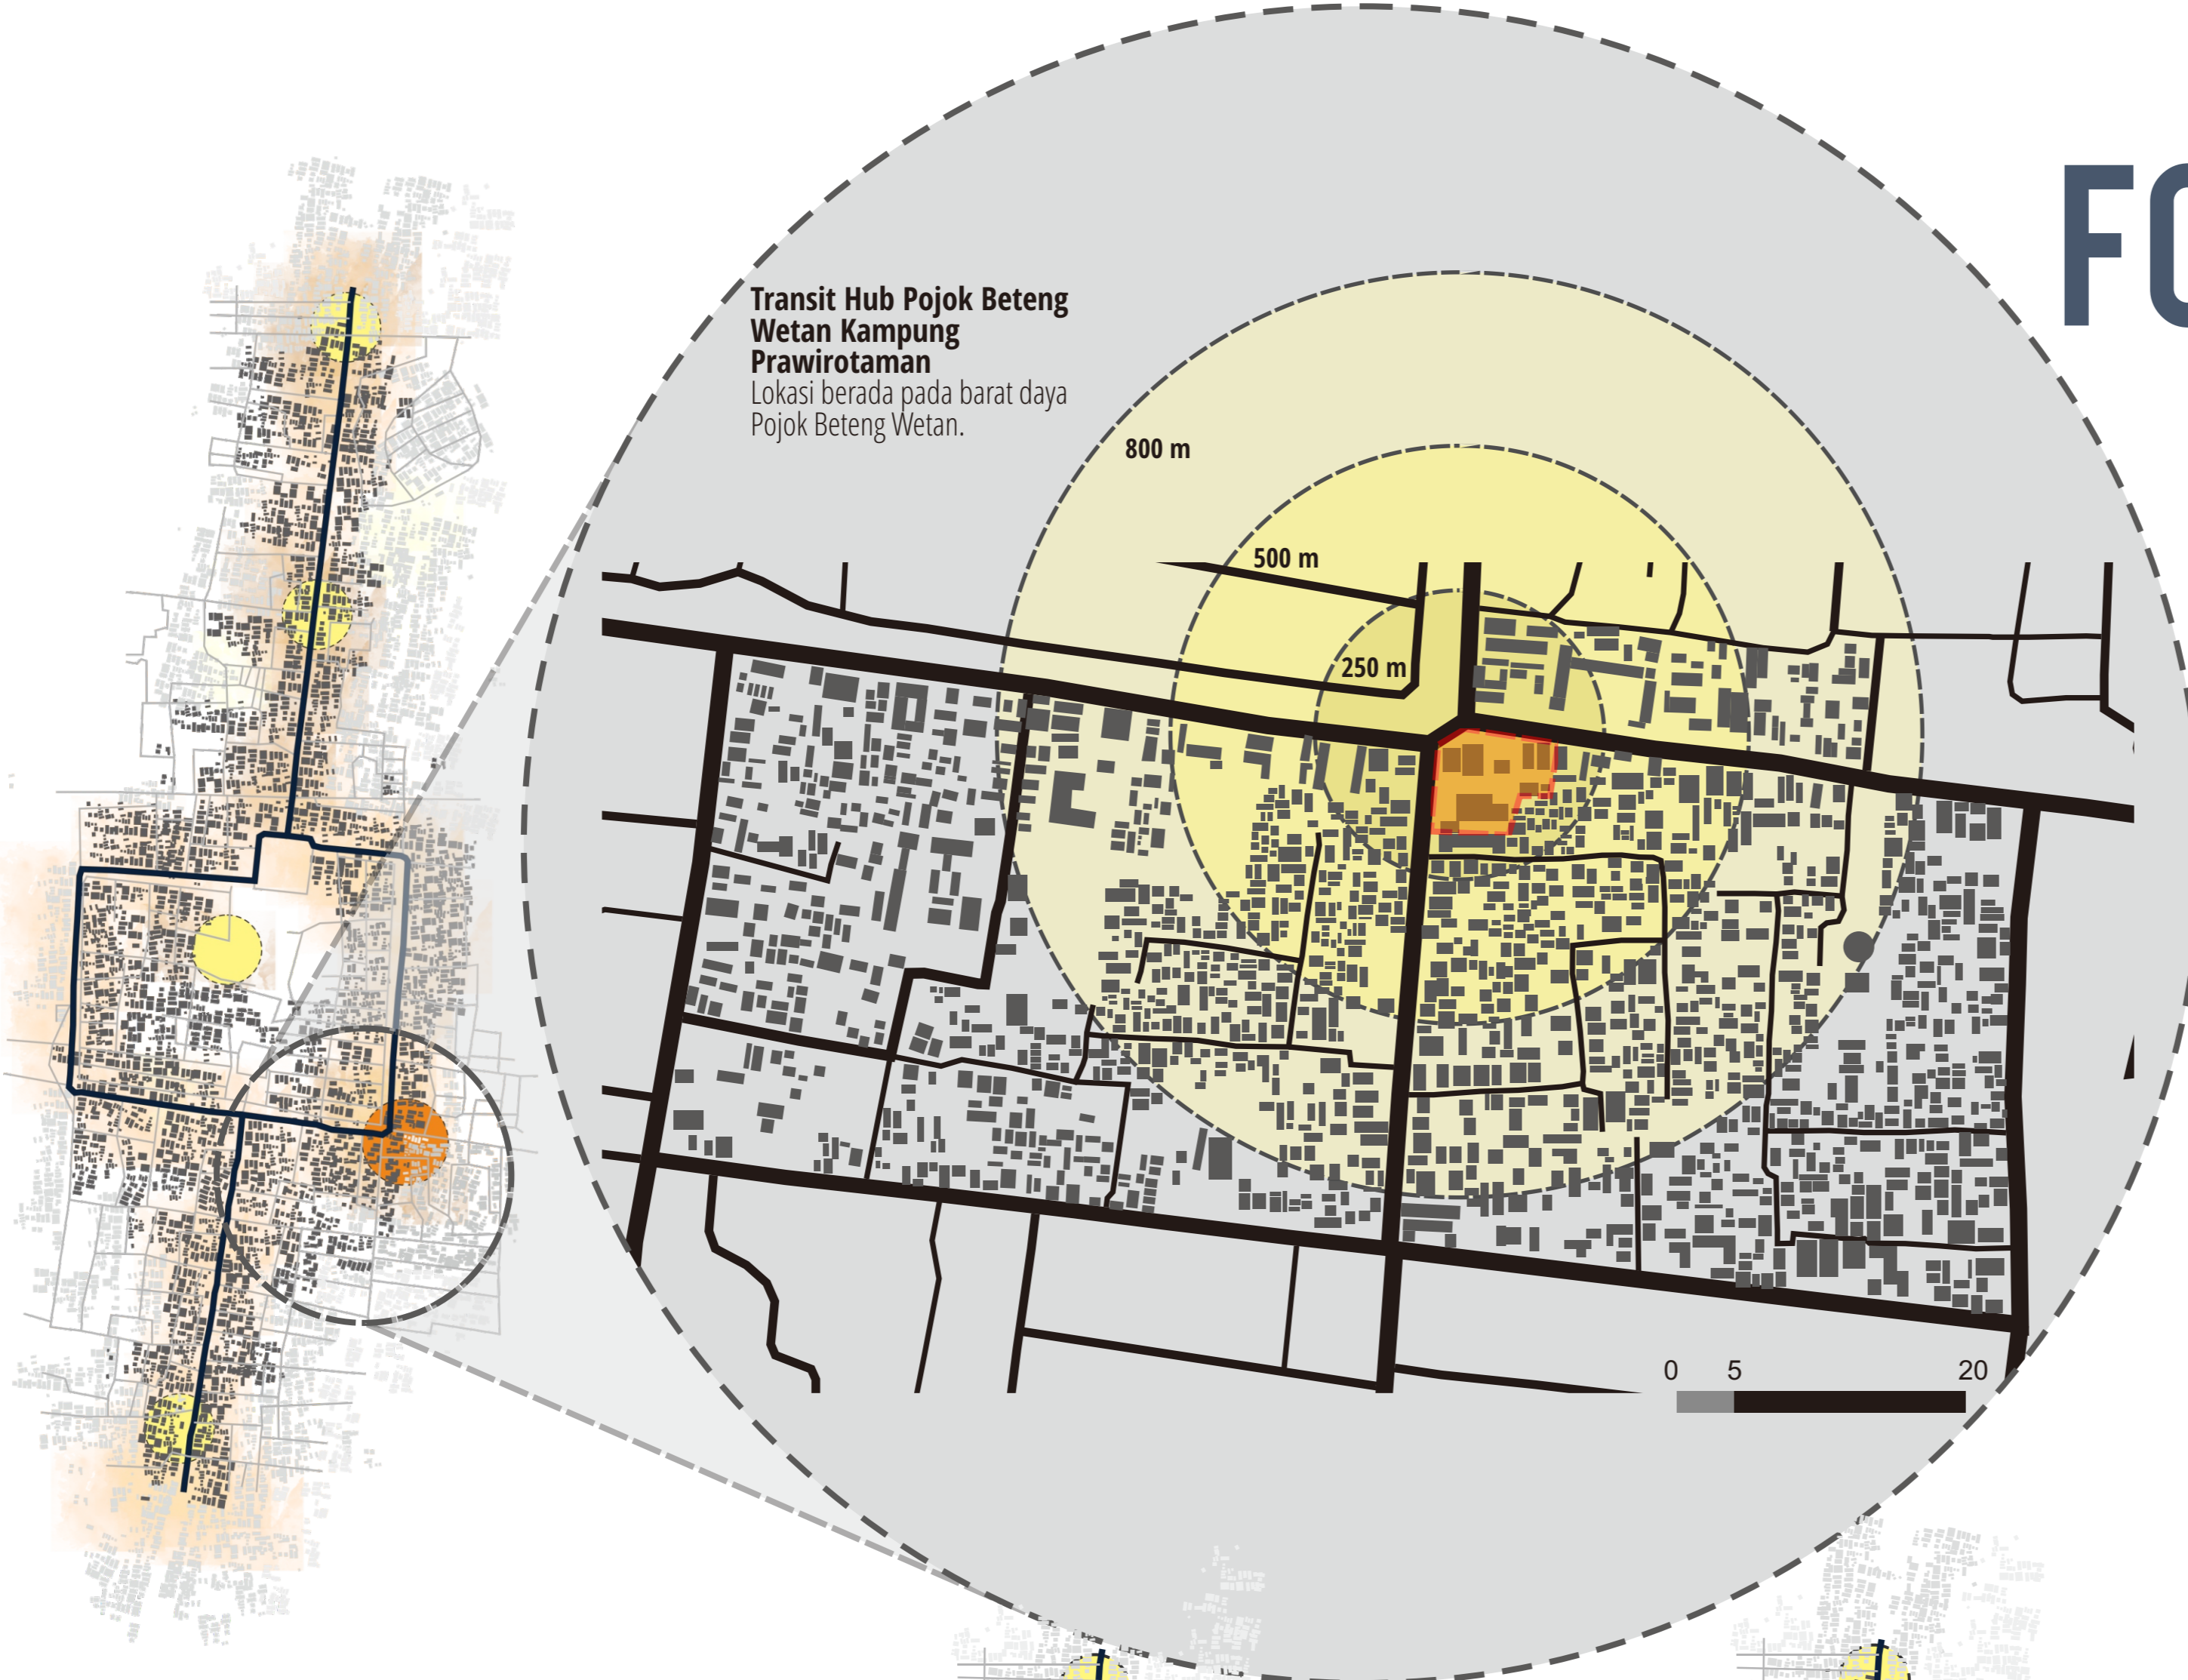 Transit Hub Pojok Beteng
Wetan Kampung
Prawirotaman
Lokasi berada pada barat daya
Pojok Beteng Wetan.
800 m
500 m
250 m
0 5 20